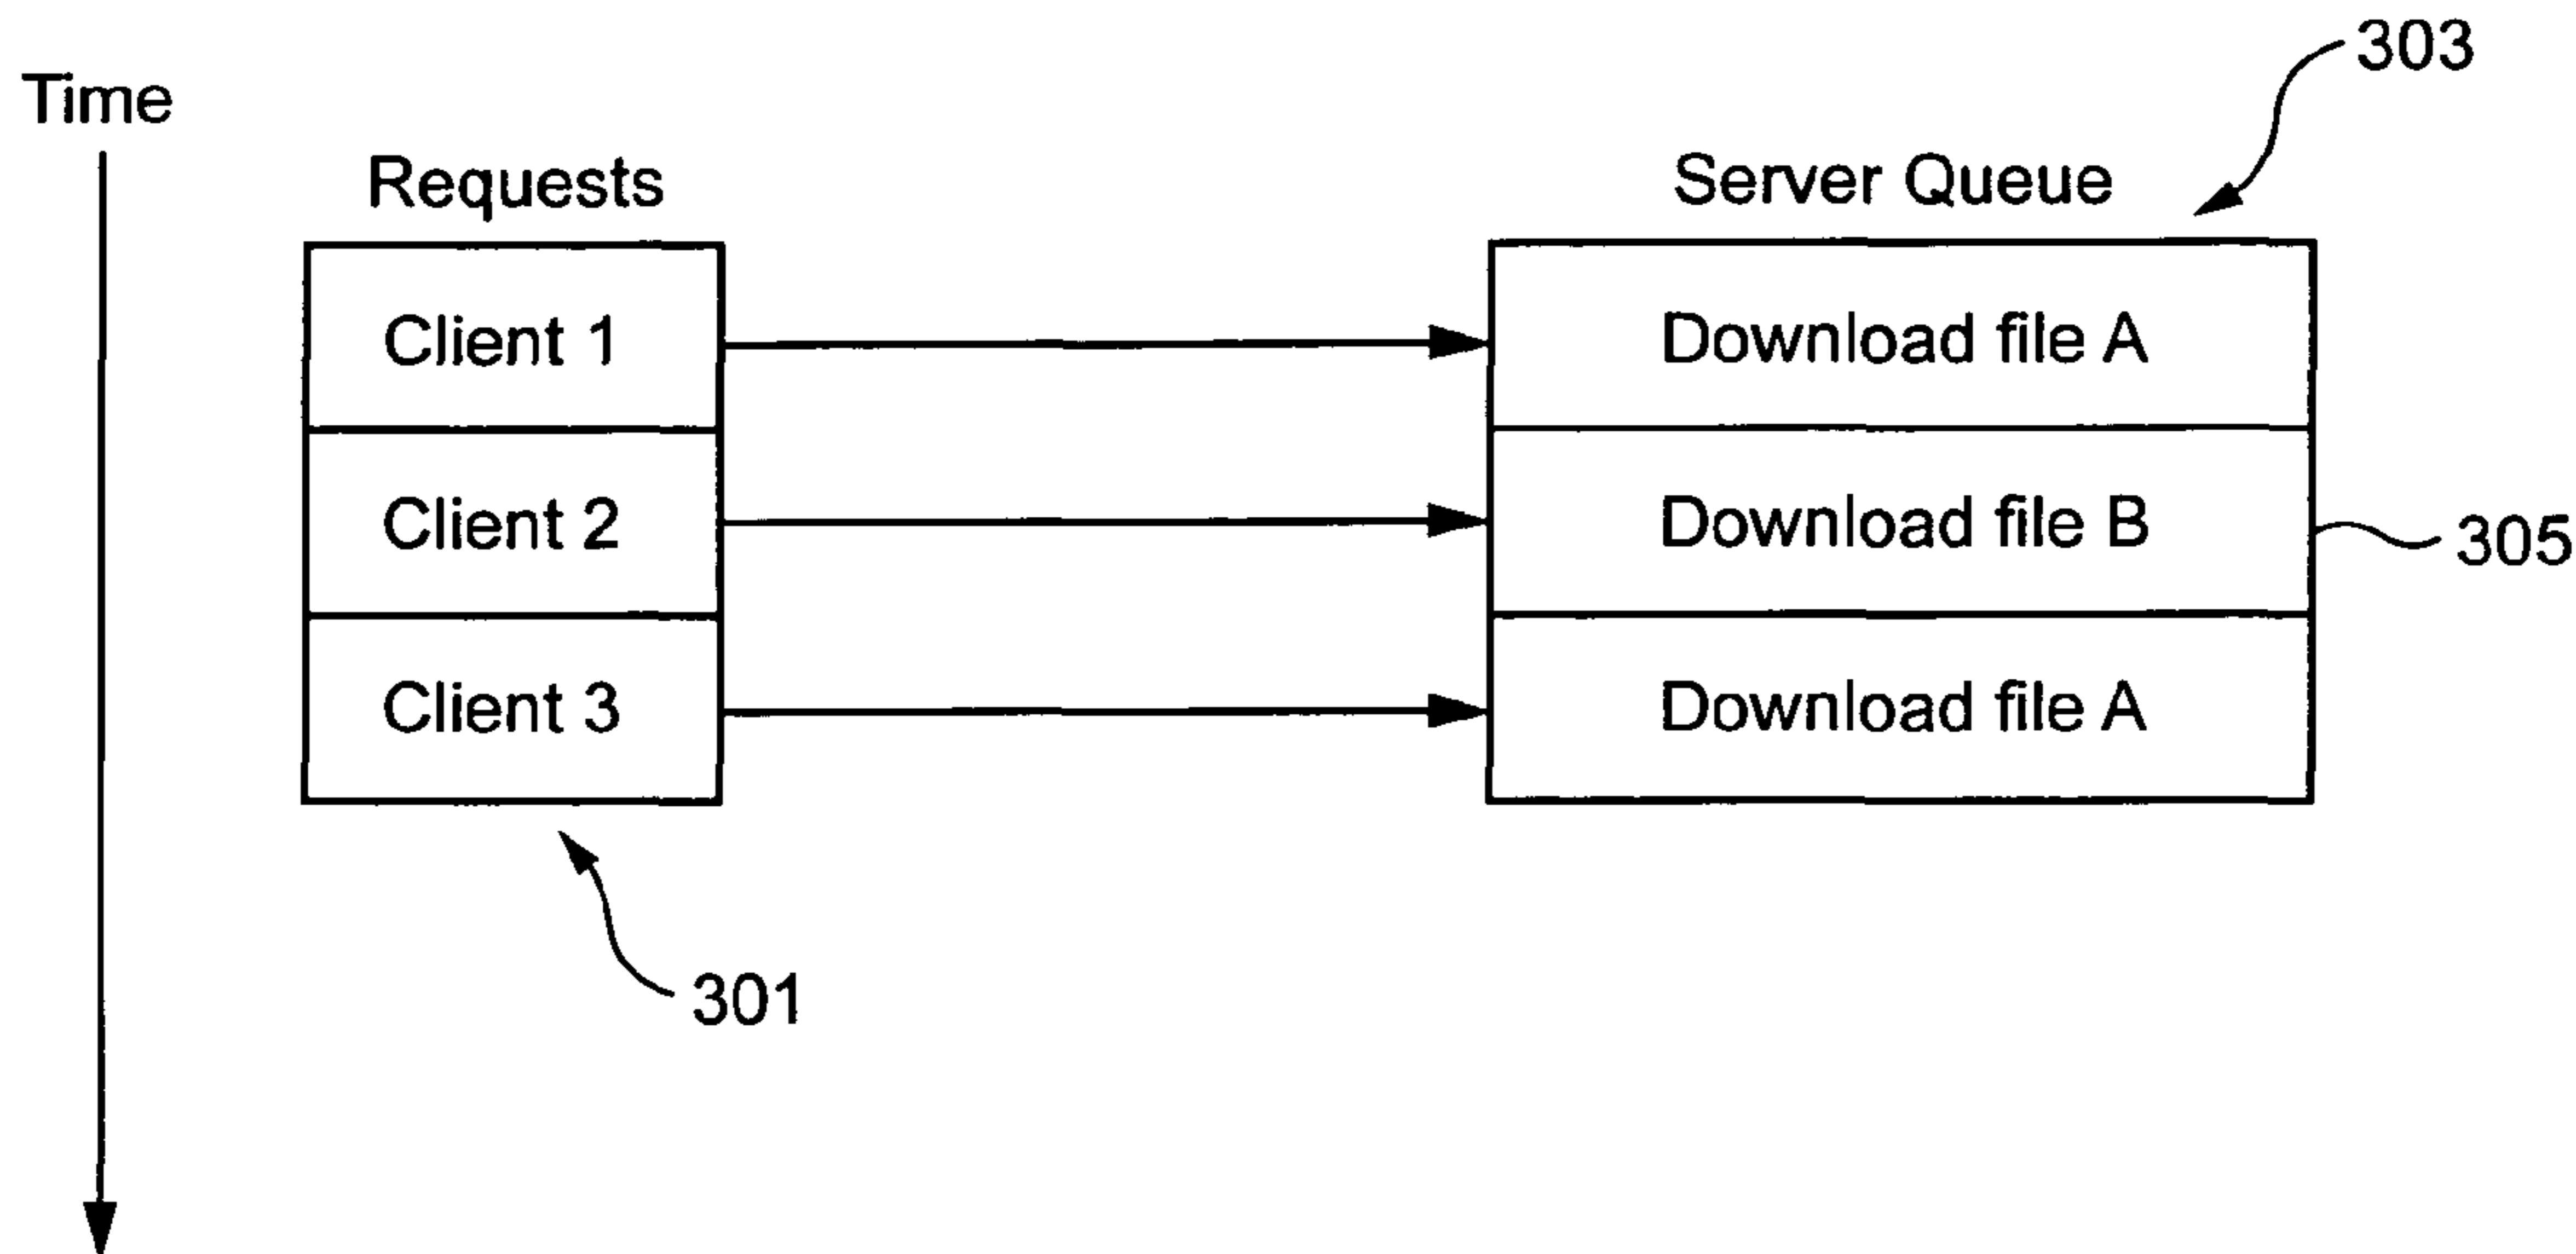 303
Time
Requests
Server Queue
Client 1
Download file A
Client 2
Download file B
305
Client 3
Download file A
301